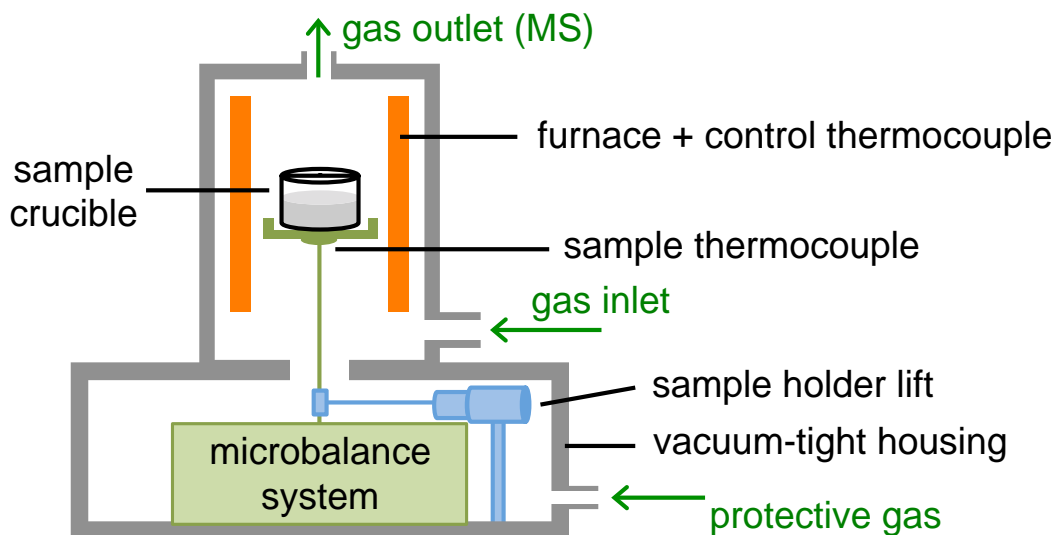 gas outlet (MS)
furnace + control thermocouple
sample
crucible
sample thermocouple
gas inlet
sample holder lift
vacuum-tight housing
microbalance
system
protective gas